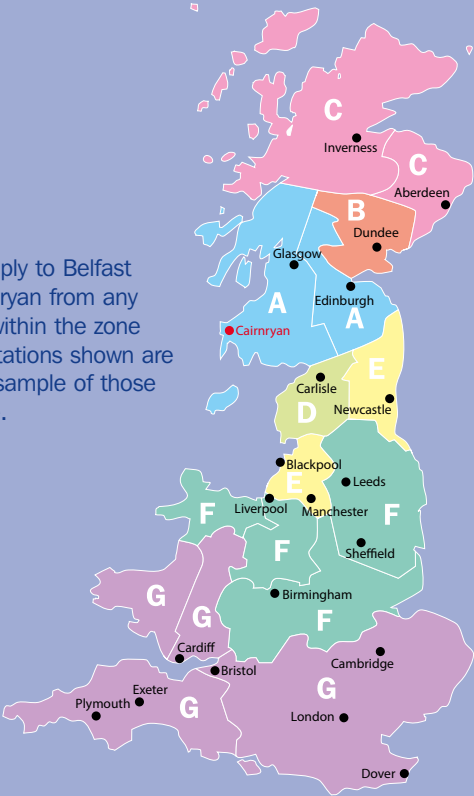 C
Inverness
C
Aberdeen
B
Dundee
Glasgow
ply to Belfast
ryan from any
A
Edinburgh
A
Cairnryan
within the zone
tations shown are
sample of those
.
E
Carlisle
D
Newcastle
Blackpool
E
Leeds
Liverpool
Manchester
F
F
Sheffield
F
Birmingham
G
G
F
Cardiff
Cambridge
Bristol
Exeter
G
Plymouth
G
London
Dover